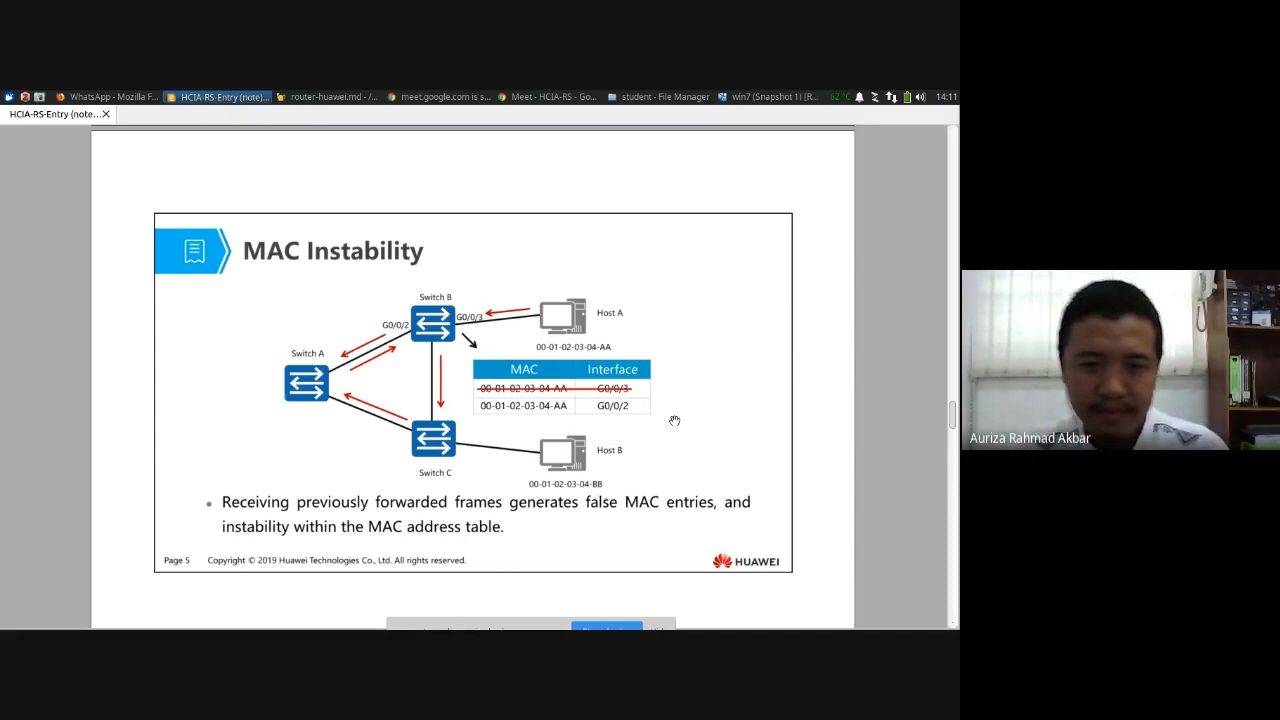 WhatsApp - Mozilla F...
HCIA-RS-Entry (note)...
router-huawei.md - /...
meet.google.com is s...
Meet - HCIA-RS - Go...
student - File Manager
win7 (Snapshot 1) [R...
62 °C
14:11
HCIA-RS-Entry (note...
MAC Instability
Switch B
G0/0/2
G0/0/3
Host A
00-01-02-03-04-AA
Switch A
MAC Interface
00-01-02-03-04-AA G0/0/3
00-01-02-03-04-AA G0/0/2
Host B
Switch C
00-01-02-03-04-BB
Auriza Rahmad Akbar
• Receiving previously forwarded frames generates false MAC entries, and
instability within the MAC address table.
Page 5 Copyright © 2019 Huawei Technologies Co., Ltd. All rights reserved.
HUAWEI